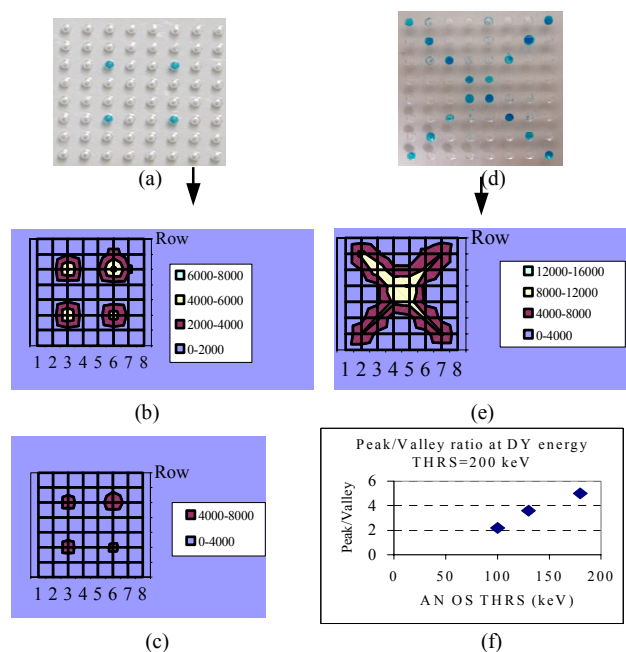 (a)
(d)
Row
6000-8000
4000-6000
2000-4000
0-2000
1 2 3 4 5 6 7 8
(b)
Row
12000-16000
8000-12000
4000-8000
0-4000
1 2 3 4 5 6 7 8
(e)
Row
4000-8000
0-4000
1 2 3 4 5 6 7 8
(c)
Peak/Valley ratio at DY energy
THRS=200 keV
Peak/Valley
6
4
2
0
0 50 100 150 200
AN OS THRS (keV)
(f)